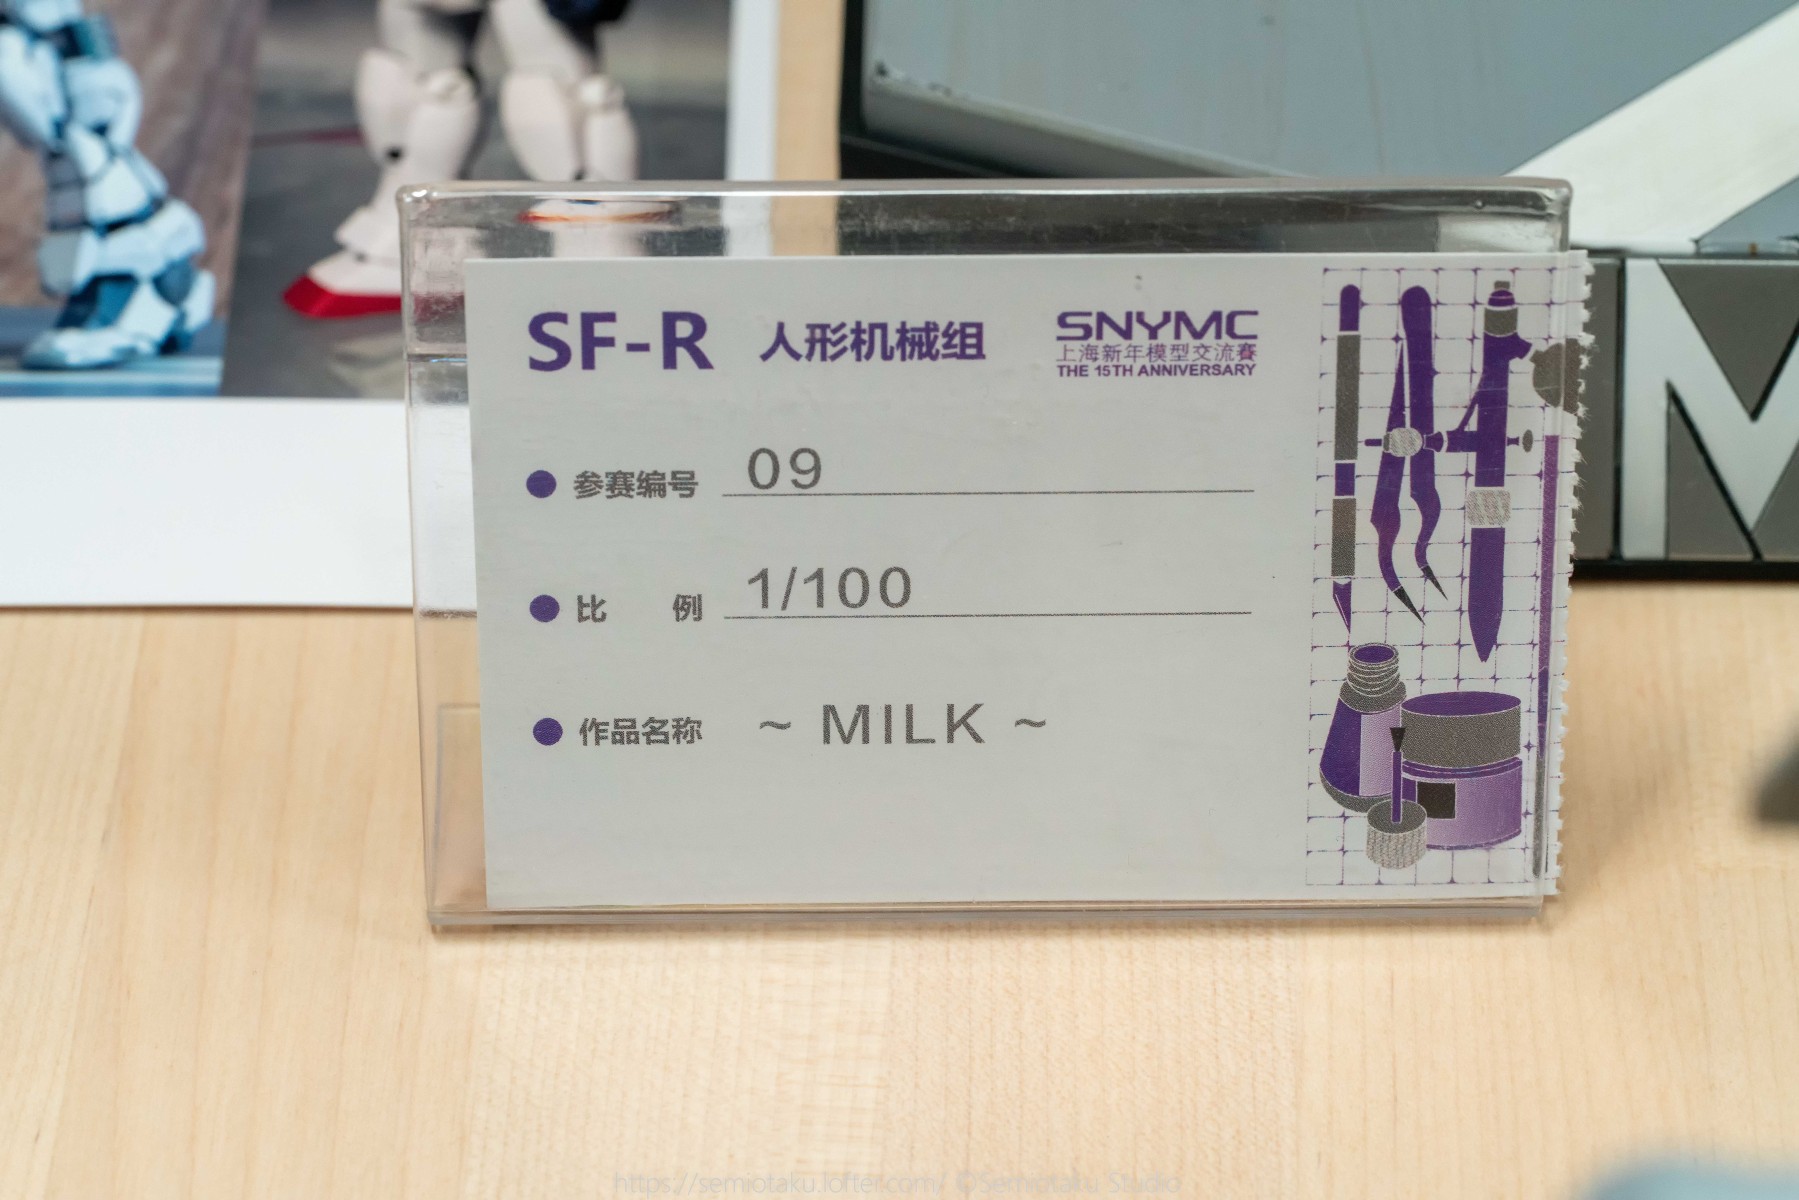 SF-R 人形机械组
SNYMC
上海新年模型交流賽
THE 15TH ANNIVERSARY
参赛编号 09
比 例 1/100
作品名称 ~ MILK ~
M
https://semiotaku.lofter.com/ ©Semiotaku Studio